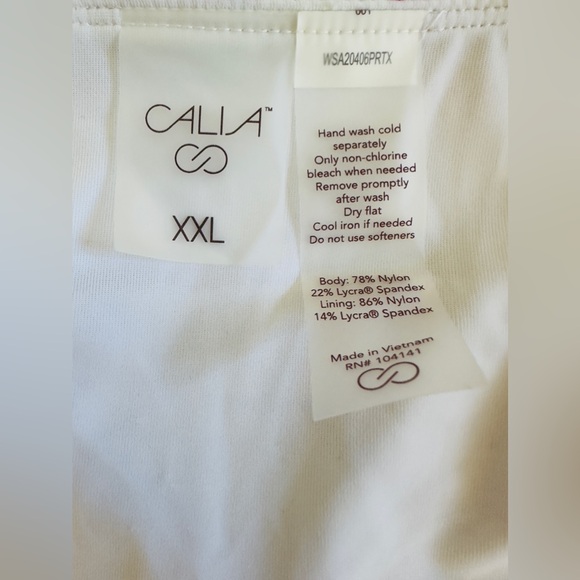 CALIA™
XXL
001
WSA20406PRTX
Hand wash cold
separately
Only non-chlorine
bleach when needed
Remove promptly
after wash
Dry flat
Cool iron if needed
Do not use softeners
Body: 78% Nylon
22% Lycra® Spandex
Lining: 86% Nylon
14% Lycra® Spandex
Made in Vietnam
RN# 104141